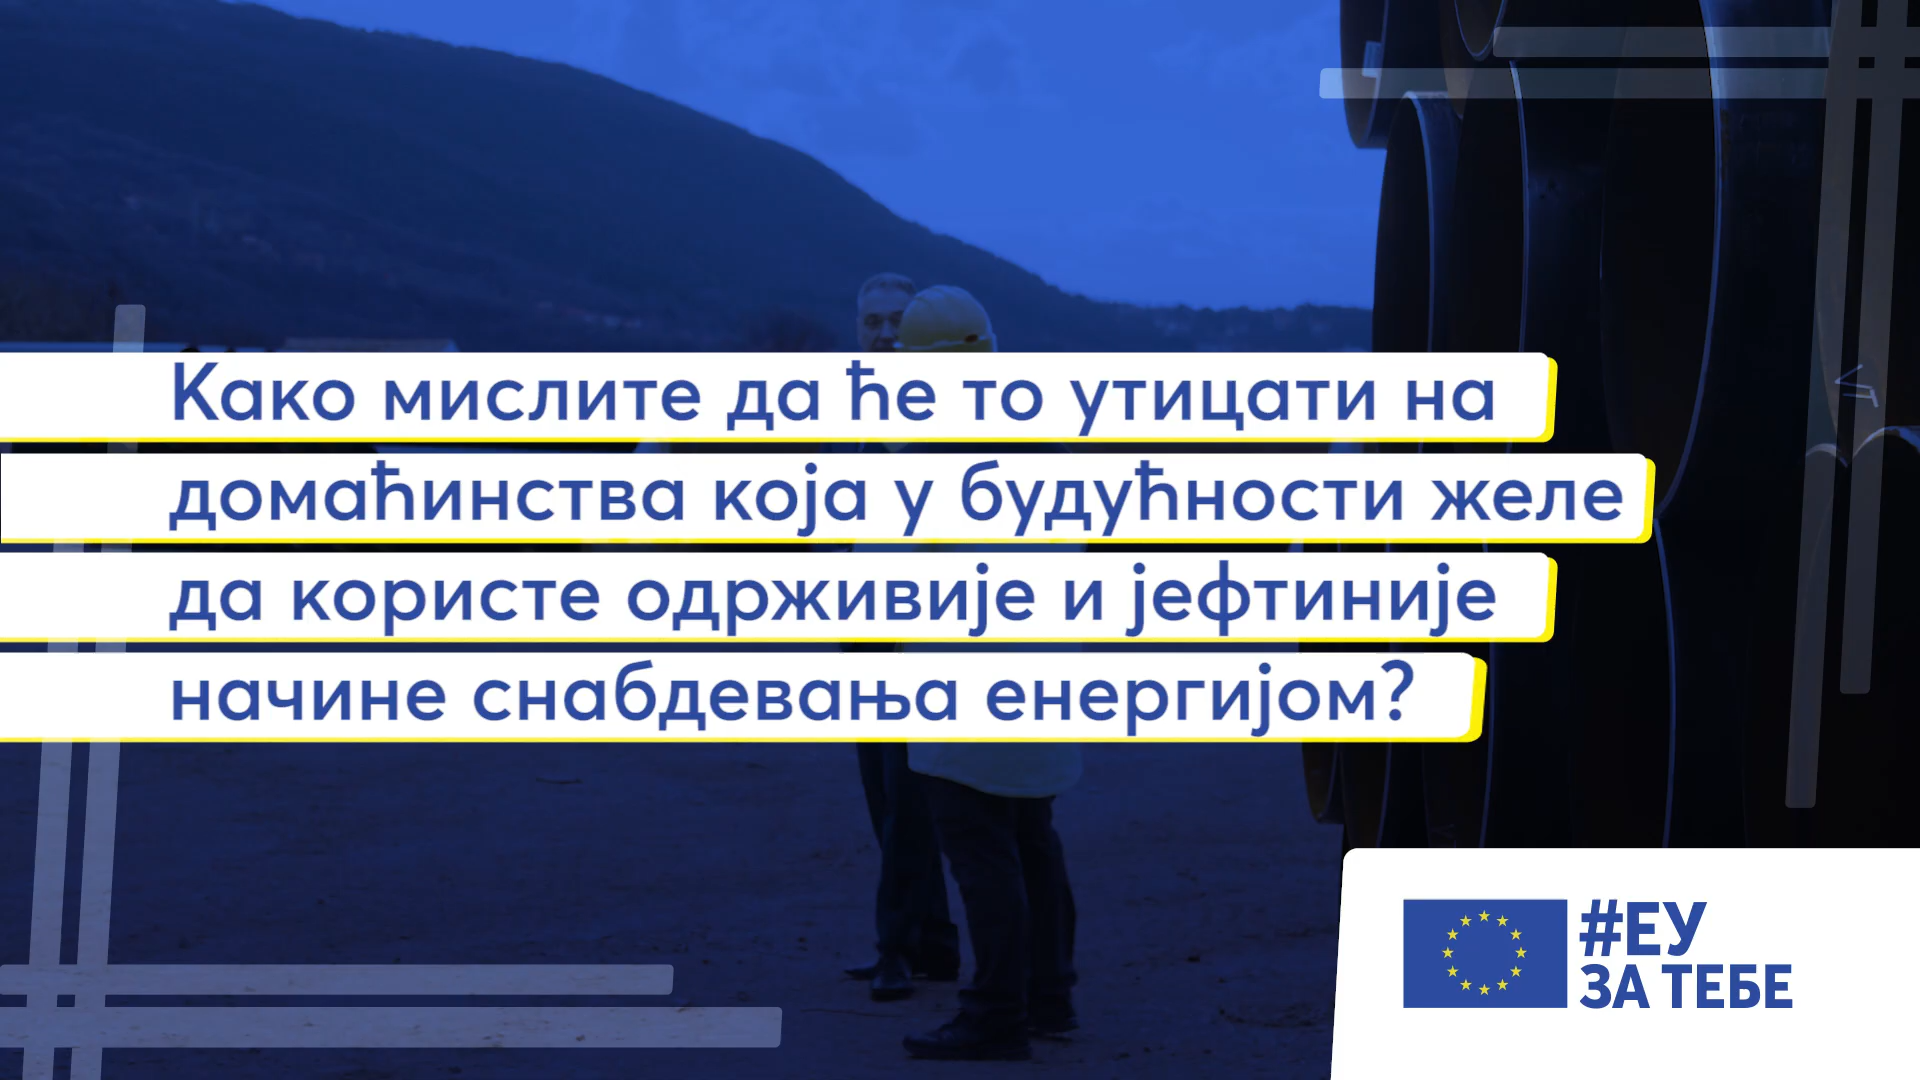 Како мислите да ће то утицати на
домаћинства која у будућности желе
да користе одрживије и јефтиније
начине снабдевања енергијом?
#ЕУ
ЗА ТЕБЕ